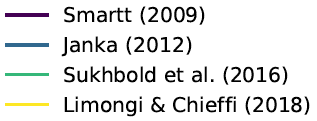 Smartt (2009)
Janka (2012)
Sukhbold et al. (2016)
Limongi & Chieffi (2018)